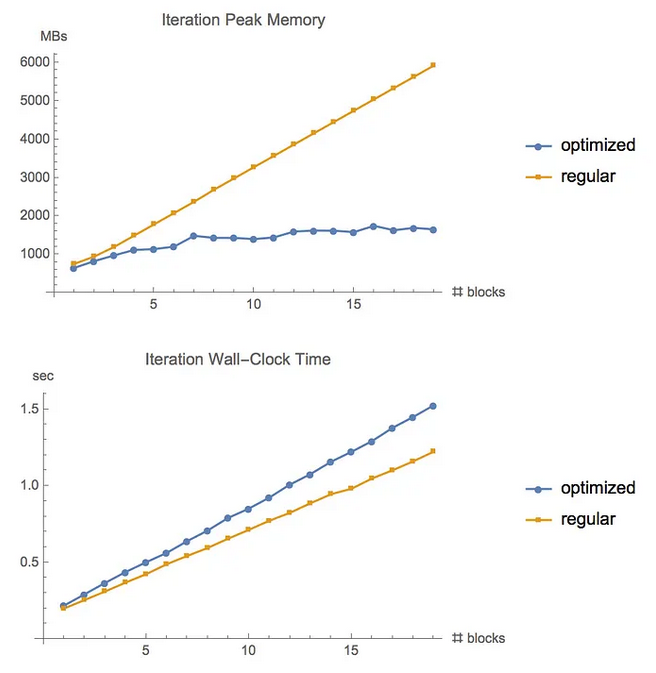 Iteration Peak Memory
MBs
6000
5000
4000
3000
2000
1000
5 10 15
# blocks
optimized
regular
Iteration Wall–Clock Time
sec
1.5
1.0
0.5
5 10 15
# blocks
optimized
regular